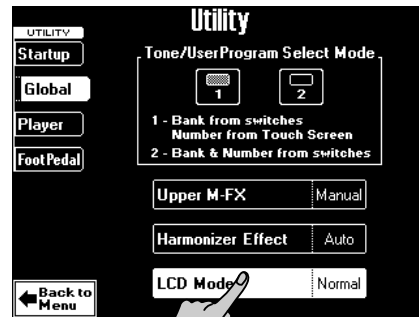 Utility
UTILITY
Startup
Global
Player
FootPedal
Tone/UserProgram Select Mode
1
2
1 - Bank from switches
Number from Touch Screen
2 - Bank & Number from switches
Upper M-FX Manual
Harmonizer Effect Auto
LCD Mode Normal
Back to
Menu